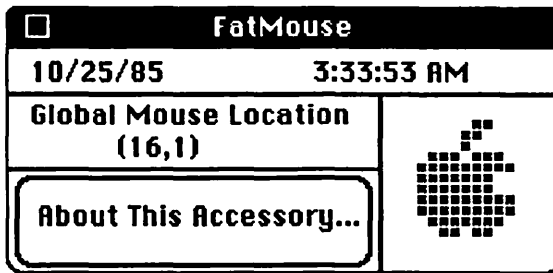 FatMouse
10/25/85 3:33:53 AM
Global Mouse Location
(16,1)
About This Accessory...